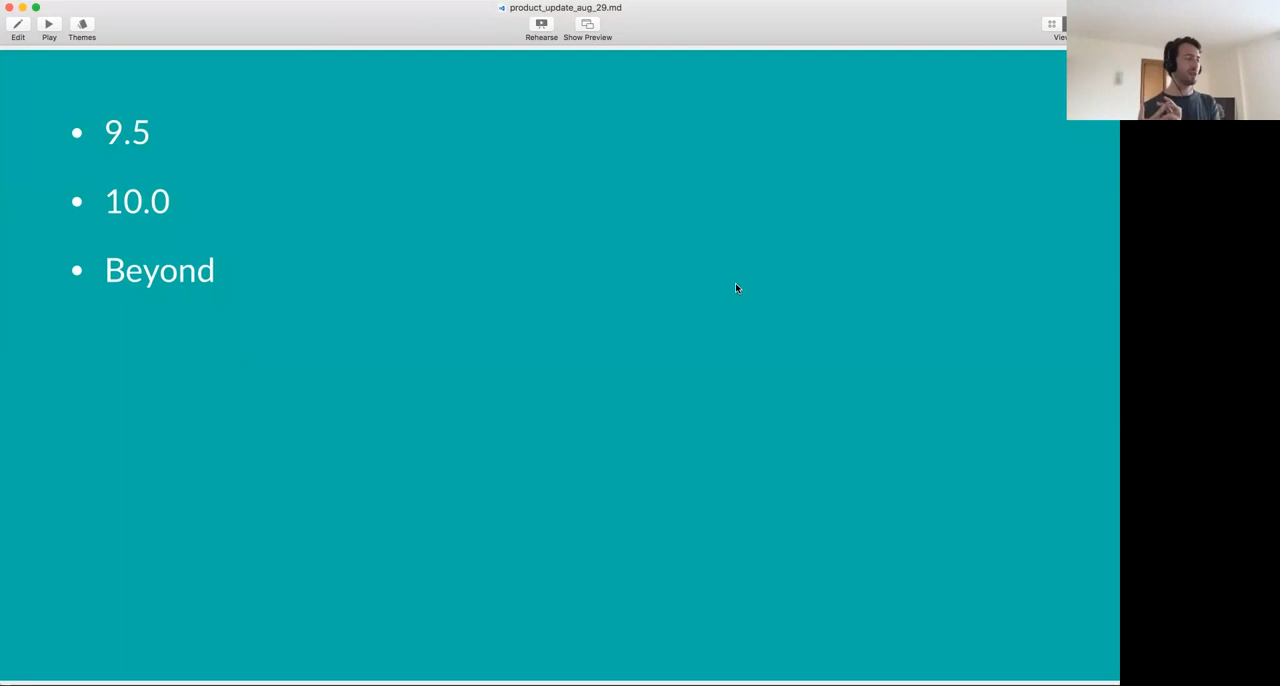 product_update_aug_29.md
Edit
Play
Themes
Rehearse
Show Preview
• 9.5
• 10.0
• Beyond